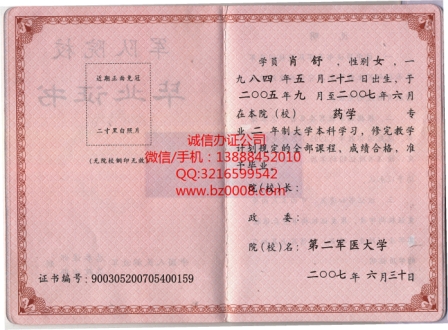 军队院校
毕业证书
近期正面免冠
二寸黑白照片
(无院校钢印无效)
证书编号:900305200705400159
学员 肖 舒,性别 女,一
九八四年 五 月二十二日出生,于
二〇〇五年 九 月至二〇〇七年 六 月
在本院(校) 药学 专
业 二 年制大学本科学习,修完教学
计划规定的全部课程,成绩合格,准
予毕业
院(校)长:
政 委:
院(校)名: 第二军医大学
二〇〇七年 六 月 三十 日
诚信办证公司
微信/手机:13888452010
QQ:3216599542
www.bz0008.com